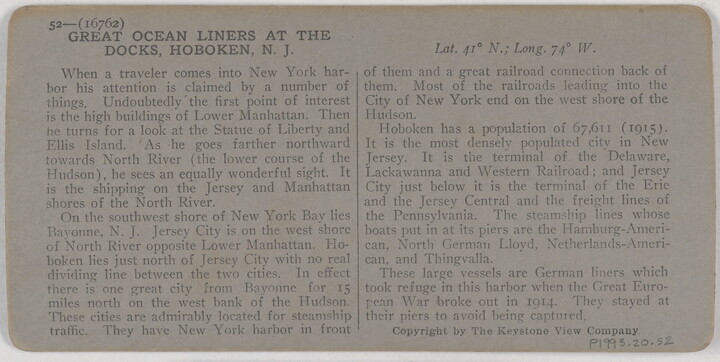 52—(16762)
GREAT OCEAN LINERS AT THE
DOCKS, HOBOKEN, N. J.
When a traveler comes into New York har-
bor his attention is claimed by a number of
things. Undoubtedly the first point of interest
is the high buildings of Lower Manhattan. Then
he turns for a look at the Statue of Liberty and
Ellis Island. As he goes farther northward
towards North River (the lower course of the
Hudson), he sees an equally wonderful sight. It
is the shipping on the Jersey and Manhattan
shores of the North River.
On the southwest shore of New York Bay lies
Bayonne, N. J. Jersey City is on the west shore
of North River opposite Lower Manhattan. Ho-
boken lies just north of Jersey City with no real
dividing line between the two cities. In effect
there is one great city from Bayonne for 15
miles north on the west bank of the Hudson.
These cities are admirably located for steamship
traffic. They have New York harbor in front
Lat. 41° N.; Long. 74° W.
of them and a great railroad connection back of
them. Most of the railroads leading into the
City of New York end on the west shore of the
Hudson.
Hoboken has a population of 67,611 (1915).
It is the most densely populated city in New
Jersey. It is the terminal of the Delaware,
Lackawanna and Western Railroad; and Jersey
City just below it is the terminal of the Erie
and the Jersey Central and the freight lines of
the Pennsylvania. The steamship lines whose
boats put in at its piers are the Hamburg-Ameri-
can, North German Lloyd, Netherlands-Ameri-
can, and Thingvalla.
These large vessels are German liners which
took refuge in this harbor when the Great Euro-
pean War broke out in 1914. They stayed at
their piers to avoid being captured.
Copyright by The Keystone View Company
P1993.20.52